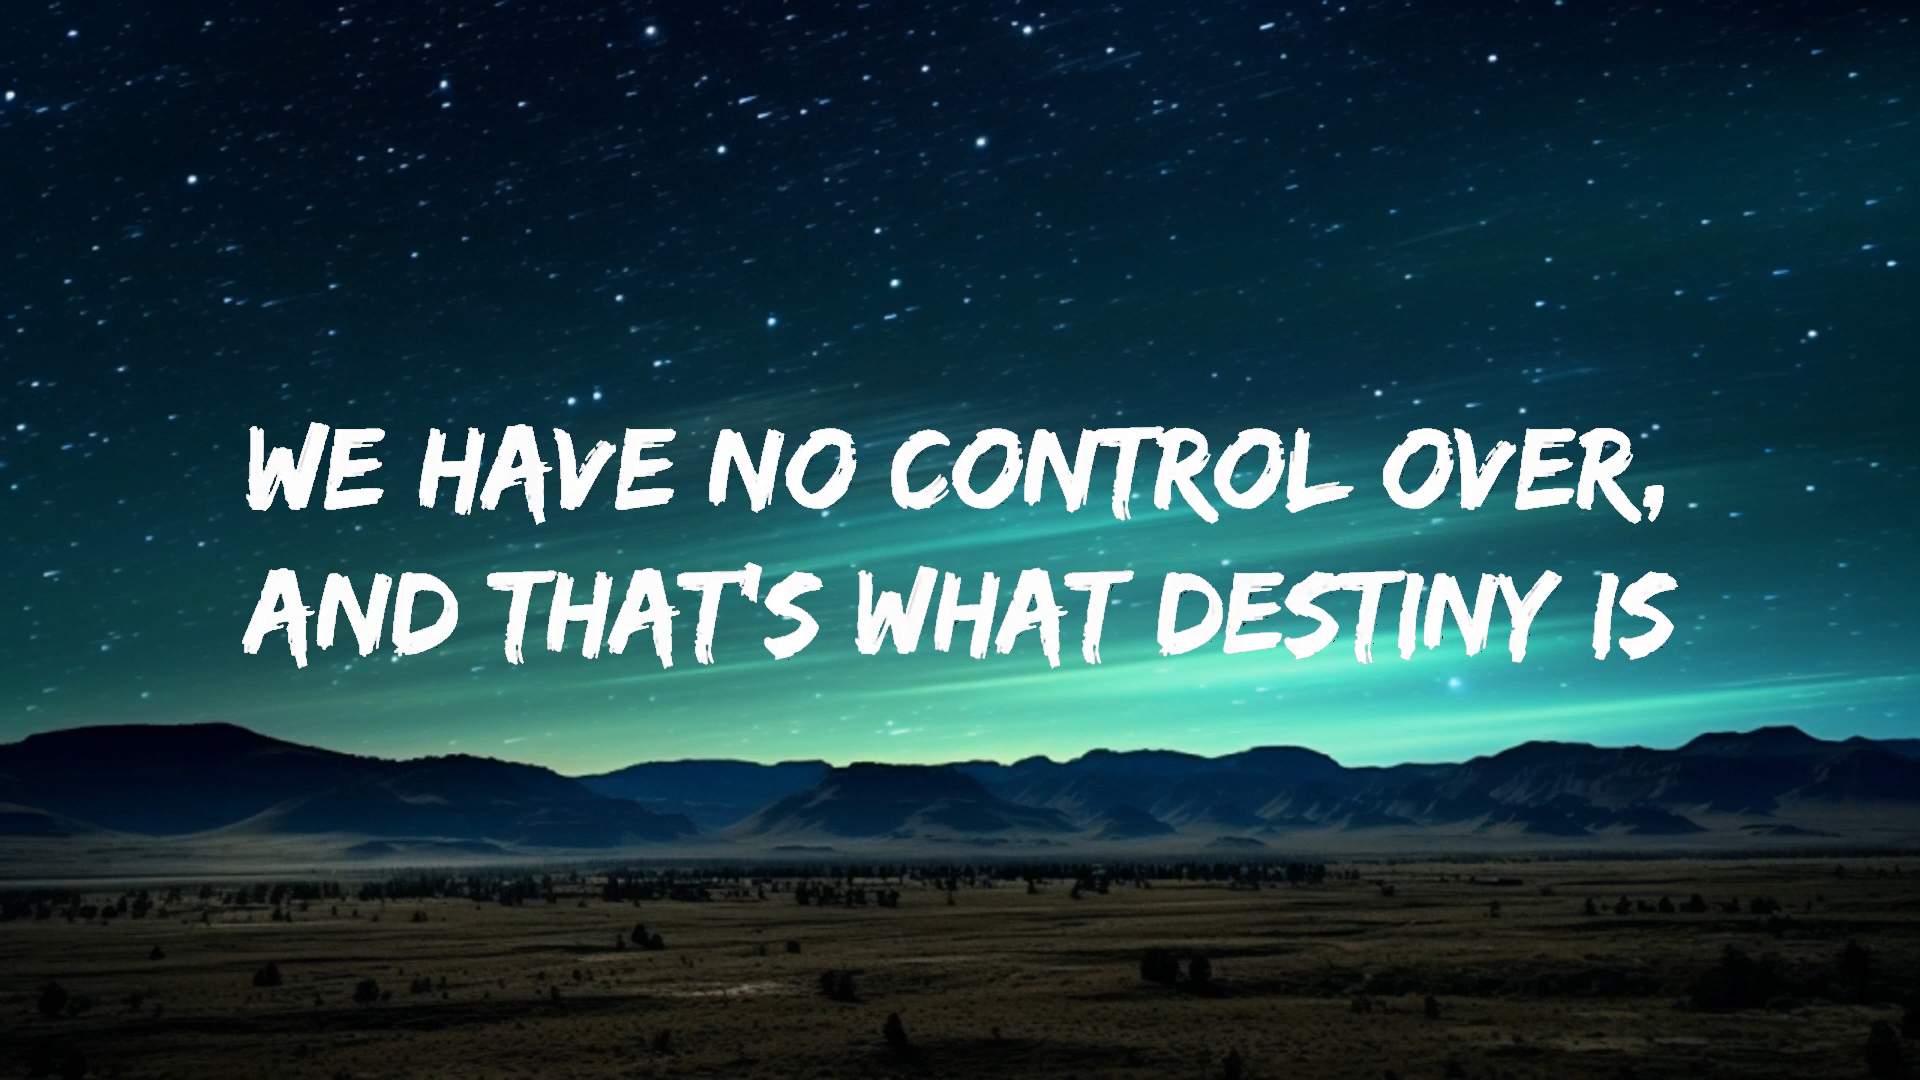 WE HAVE NO CONTROL OVER,
AND THAT'S WHAT DESTINY IS